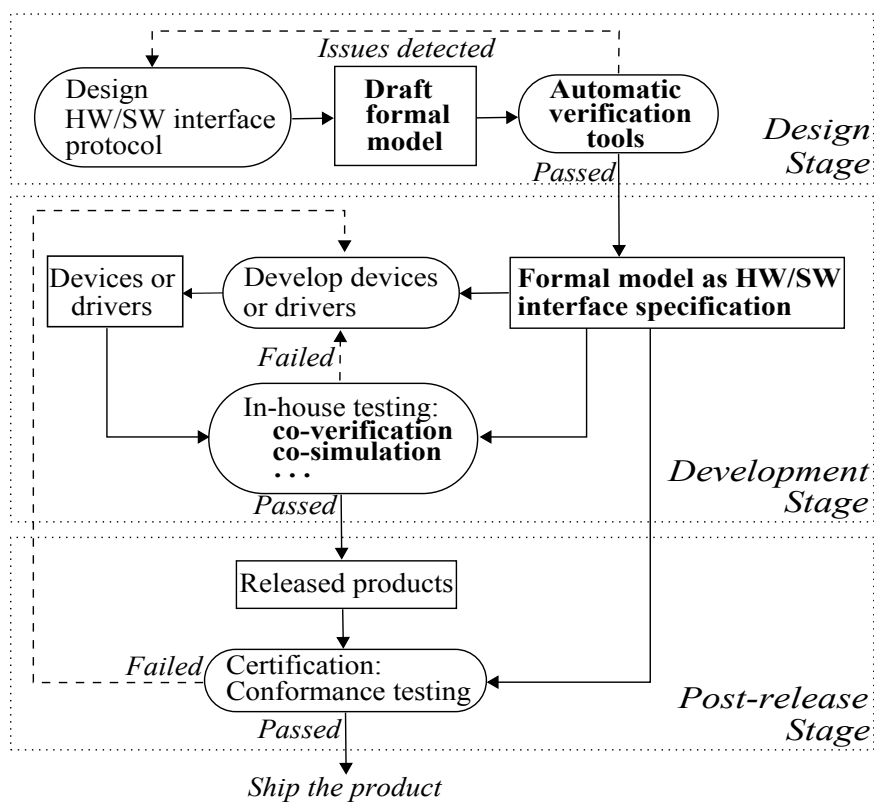 Issues detected
Design
HW/SW interface
protocol
Draft
formal
model
Automatic
verification
tools
Design
Stage
Passed
Devices or
drivers
Develop devices
or drivers
Formal model as HW/SW
interface specification
Failed
In-house testing:
co-verification
co-simulation
...
Development
Stage
Passed
Released products
Failed
Certification:
Conformance testing
Post-release
Stage
Passed
Ship the product